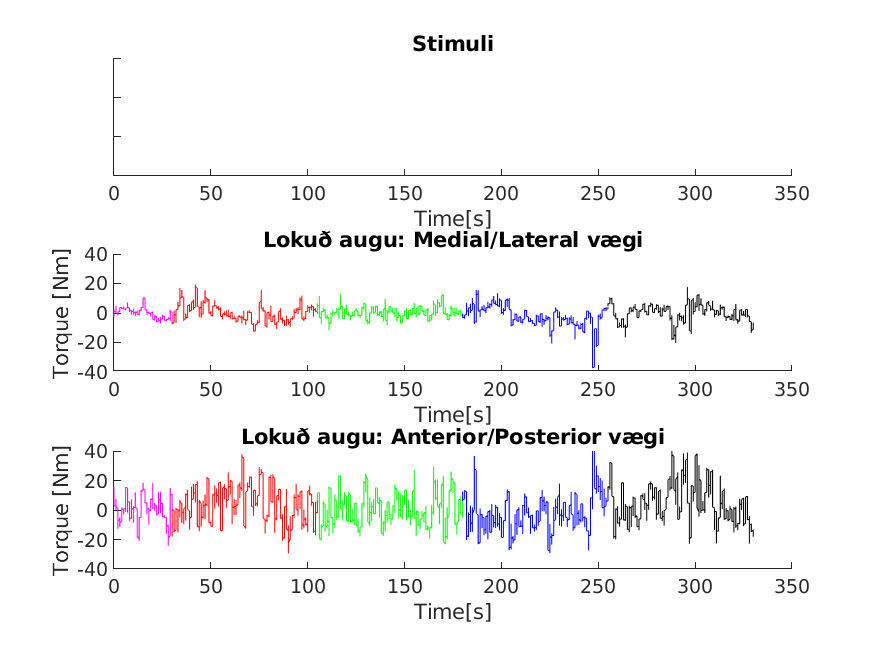 Stimuli
0 50 100 150 200 250 300 350
Time[s]
Lokuð augu: Medial/Lateral vægi
Torque [Nm]
40
20
0
-20
-40
0 50 100 150 200 250 300 350
Time[s]
Lokuð augu: Anterior/Posterior vægi
Torque [Nm]
40
20
0
-20
-40
0 50 100 150 200 250 300 350
Time[s]